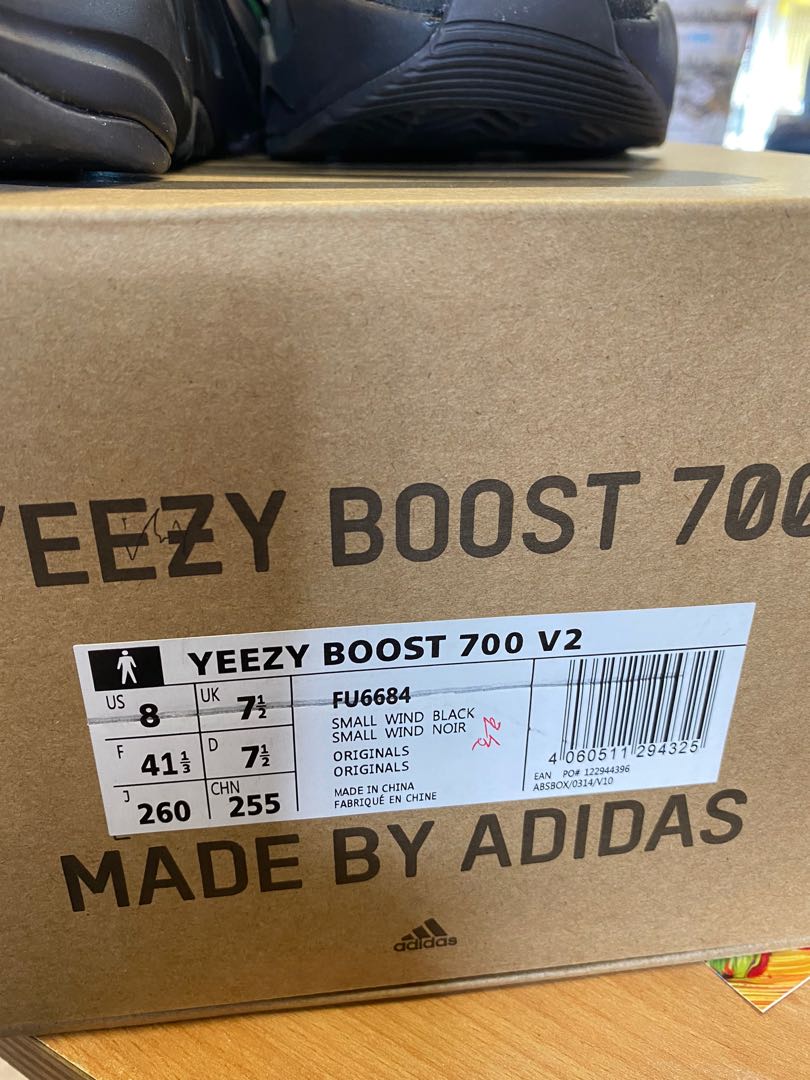 YEEZY BOOST 700
YEEZY BOOST 700 V2
US 8 UK 7½
F 41⅓ D 7½
J 260 CHN 255
FU6684
SMALL WIND BLACK
SMALL WIND NOIR
ORIGINALS
ORIGINALS
MADE IN CHINA
FABRIQUÉ EN CHINE
4 060511 294325
EAN PO# 122944396
ABSBOX/0314/V10
MADE BY ADIDAS
adidas